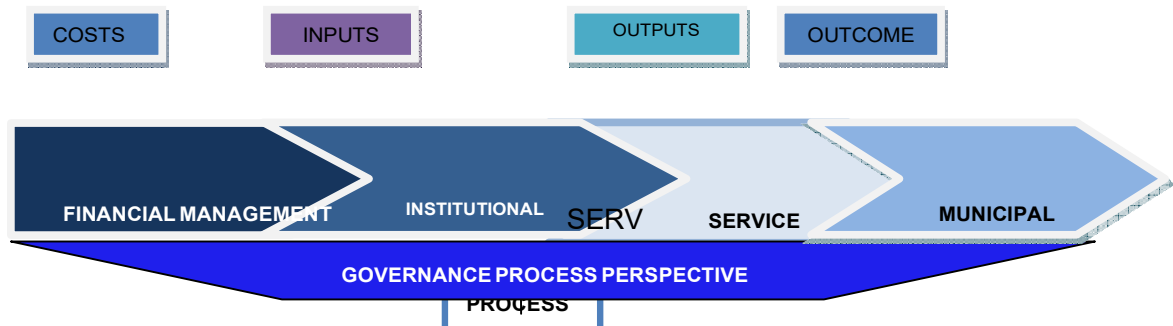 COSTS
INPUTS
OUTPUTS
OUTCOME
FINANCIAL MANAGEMENT
INSTITUTIONAL
SERV
SERVICE
MUNICIPAL
GOVERNANCE PROCESS PERSPECTIVE
PROCESS